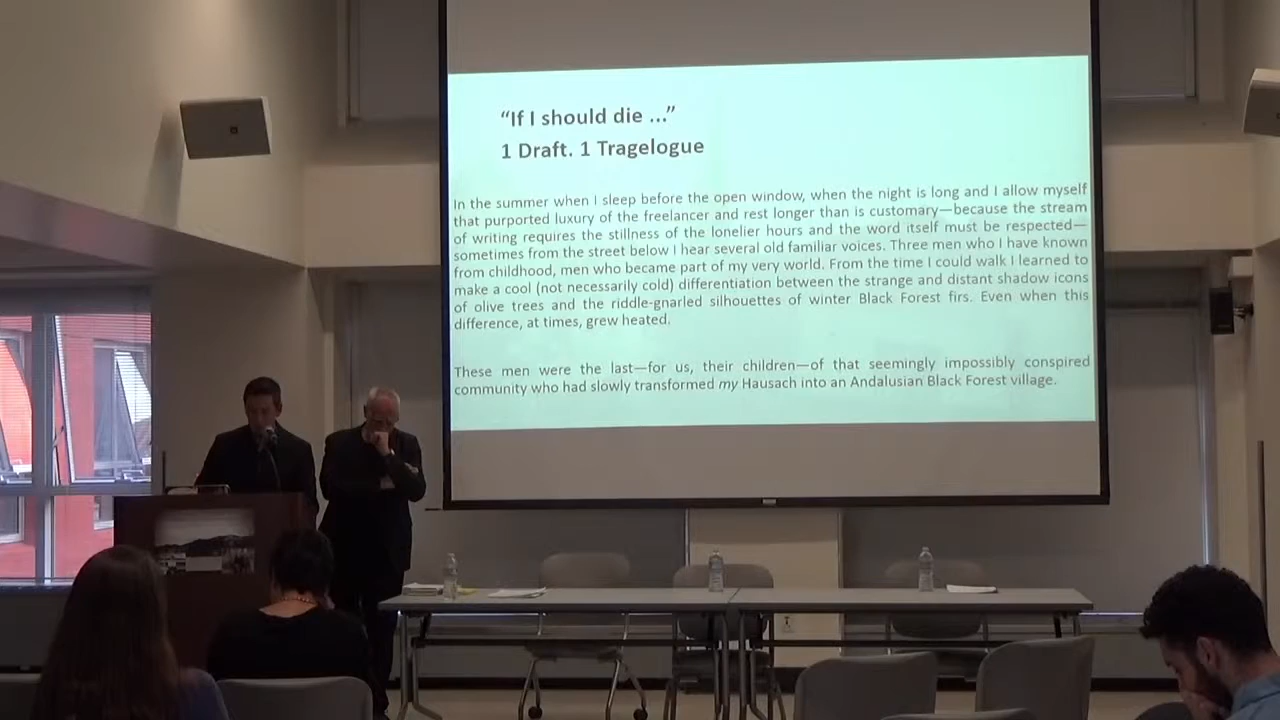 “If I should die ...”
1 Draft. 1 Tragelogue
In the summer when I sleep before the open window, when the night is long and I allow myself
that purported luxury of the freelancer and rest longer than is customary—because the stream
of writing requires the stillness of the lonelier hours and the word itself must be respected—
sometimes from the street below I hear several old familiar voices. Three men who I have known
from childhood, men who became part of my very world. From the time I could walk I learned to
make a cool (not necessarily cold) differentiation between the strange and distant shadow icons
of olive trees and the riddle-gnarled silhouettes of winter Black Forest firs. Even when this
difference, at times, grew heated.
These men were the last—for us, their children—of that seemingly impossibly conspired
community who had slowly transformed my Hausach into an Andalusian Black Forest village.